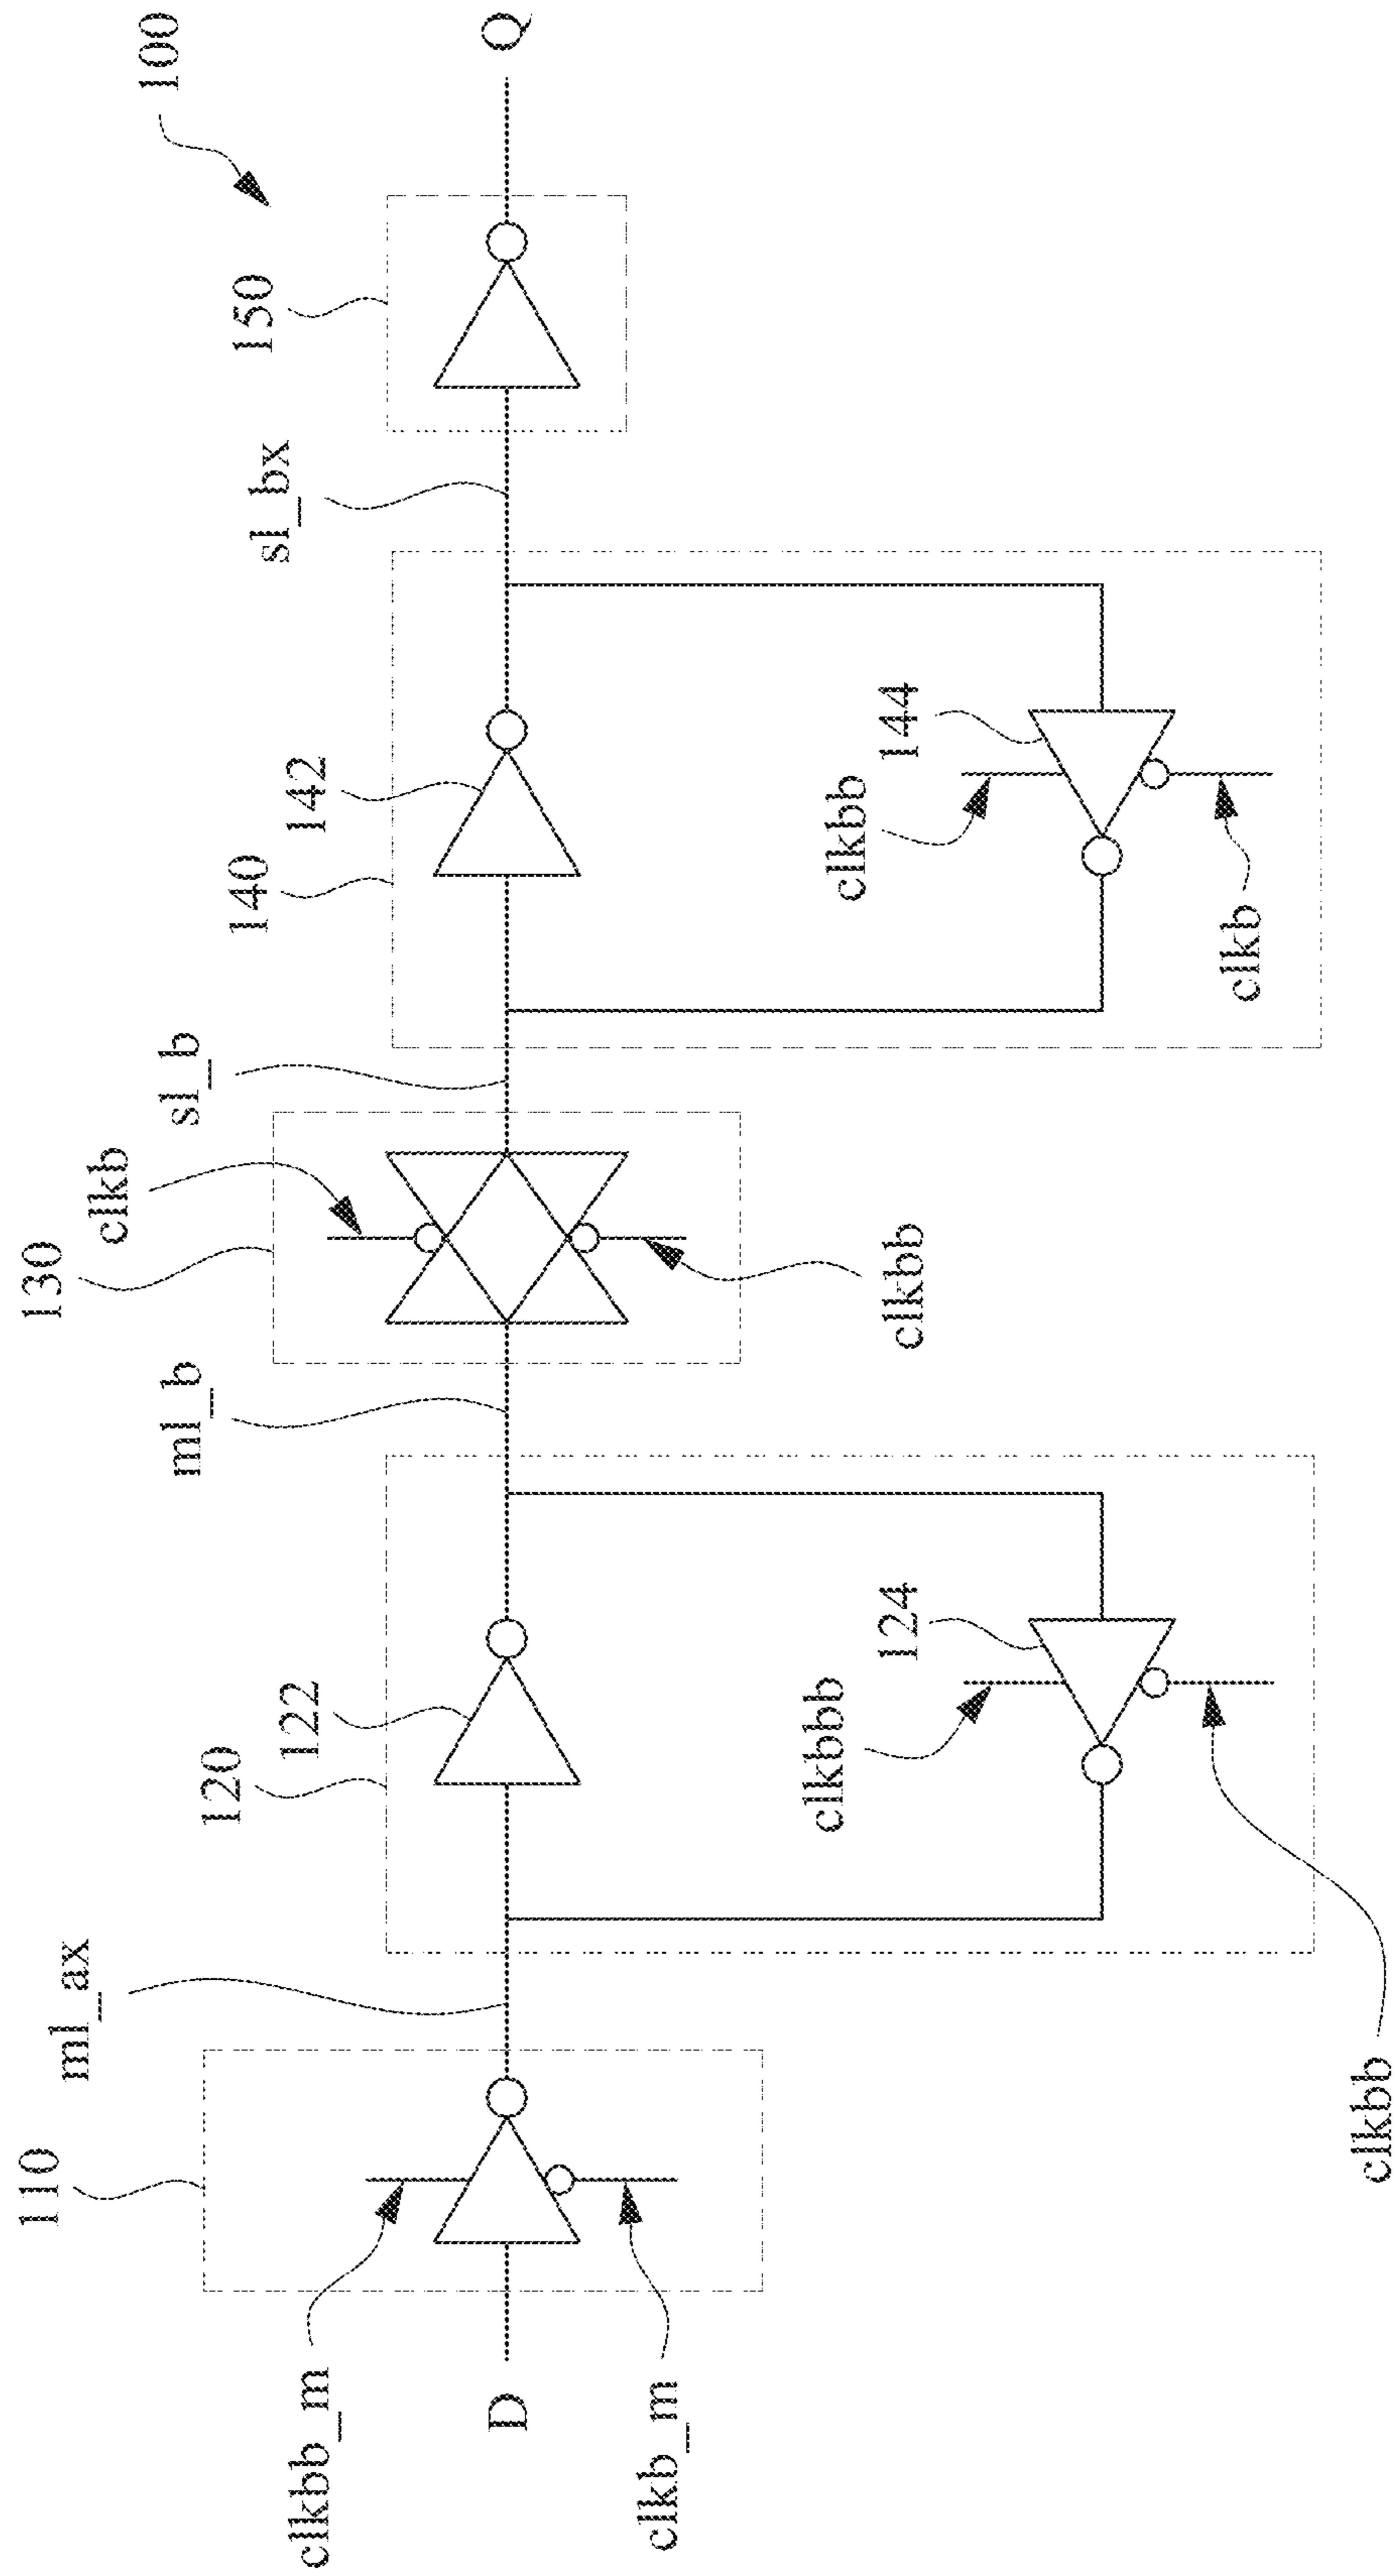 100
110
clkbb_m
D
clkb_m
ml_ax
120
122
clkbbb
124
clkbb
ml_b
130
clkb
clkbb
sl_b
140
142
clkbb
144
clkb
sl_bx
150
Q